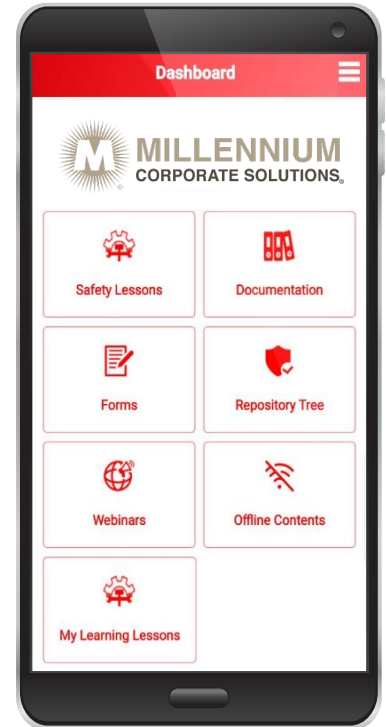 Dashboard
M
MILLENNIUM
CORPORATE SOLUTIONS®
Safety Lessons
Documentation
Forms
Repository Tree
Webinars
Offline Contents
My Learning Lessons